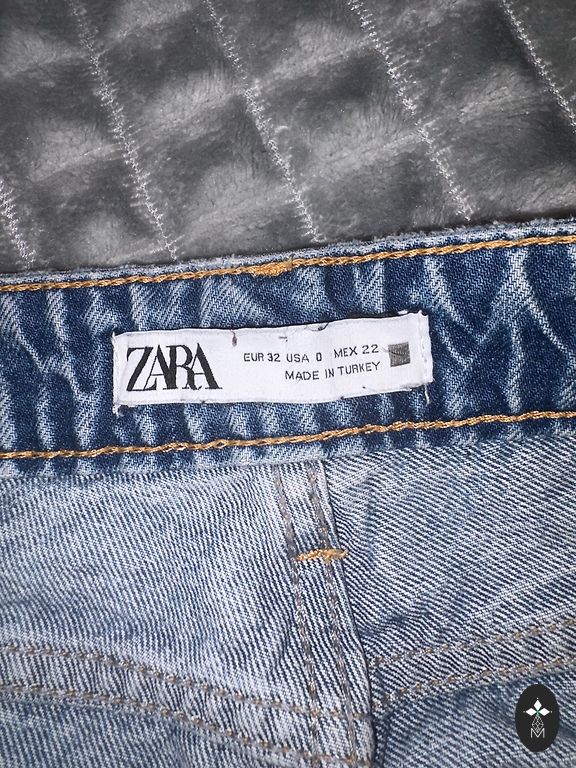 ZARA
EUR 32 USA 0 MEX 22
MADE IN TURKEY
M